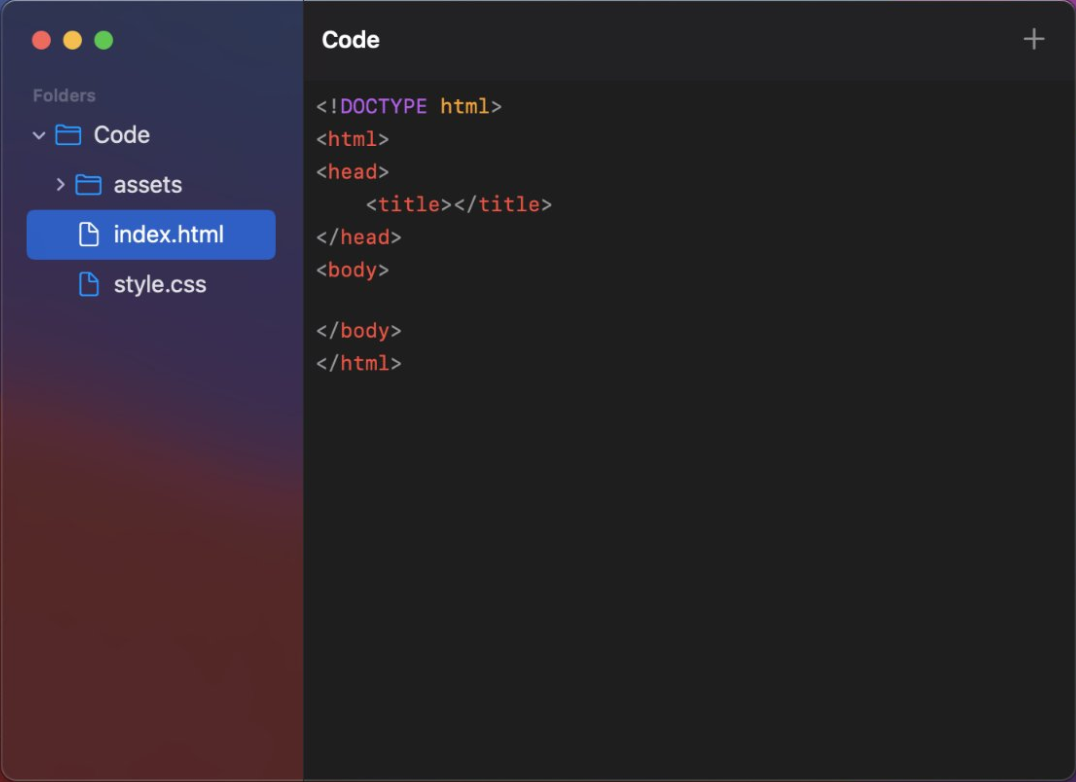 Code
Folders
Code
assets
index.html
style.css
<!DOCTYPE html>
<html>
<head>
    <title></title>
</head>
<body>

</body>
</html>